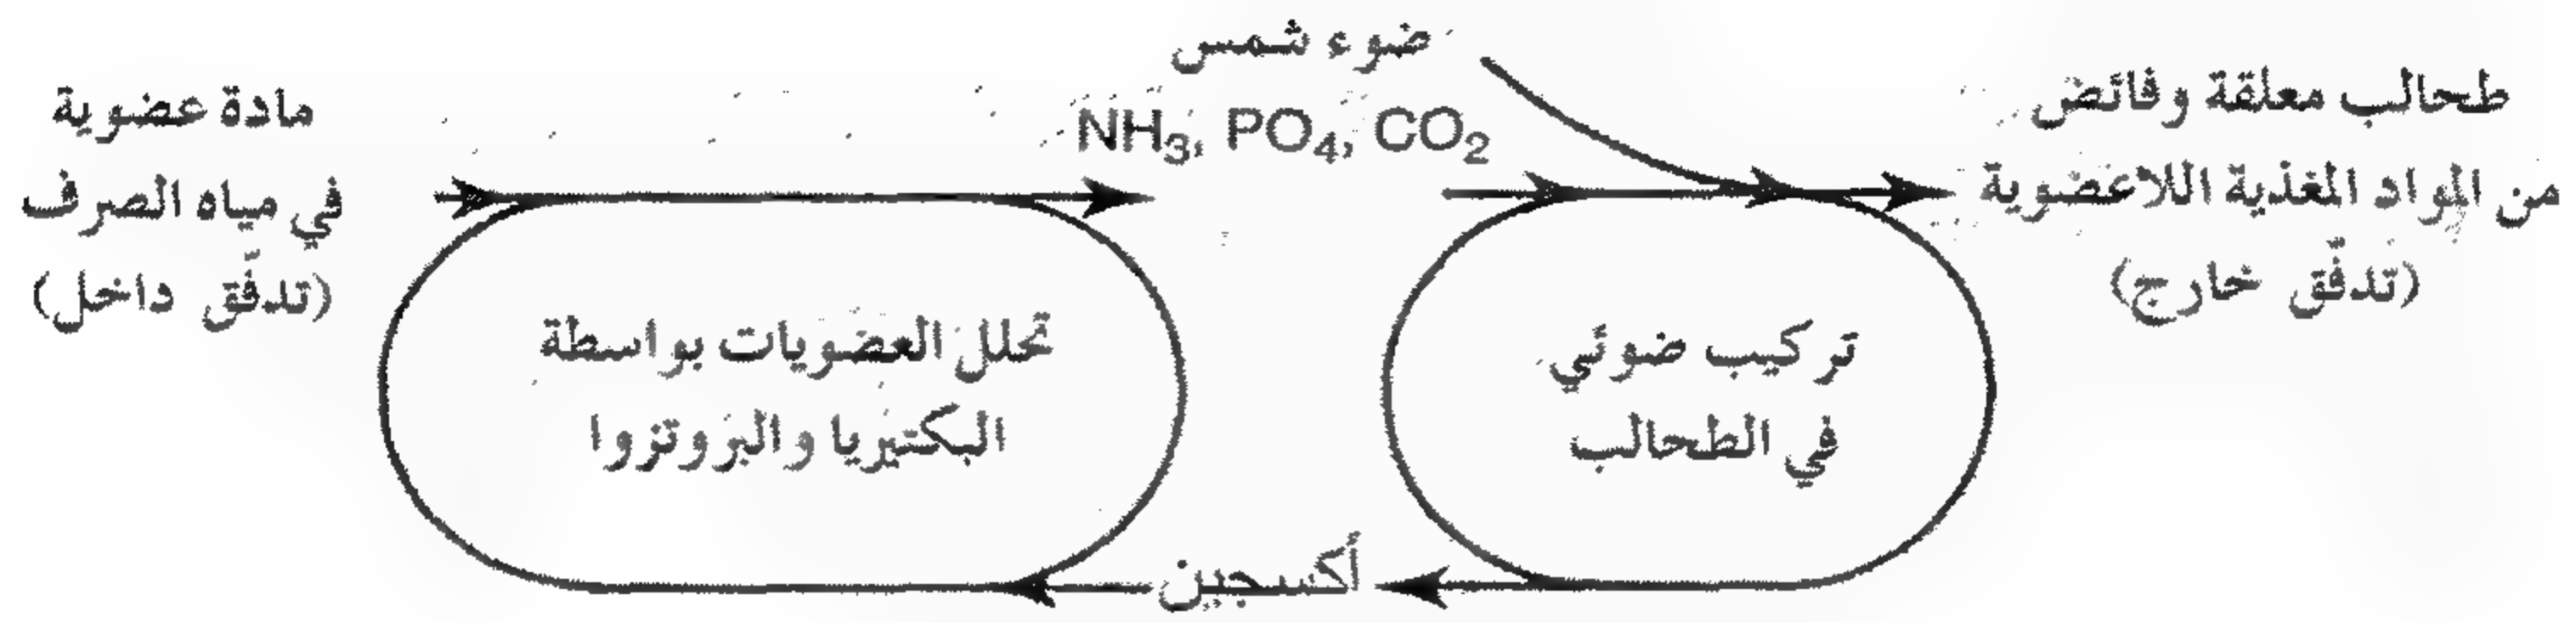 ضوء شمس
NH₃, PO₄, CO₂
مادة عضوية
في مياه الصرف
(تدفّق داخل)
طحالب معلقة وفائض
من المواد المغذية اللاعضوية
(تدفّق خارج)
تحلل العضويات بواسطة
البكتيريا والبروتزوا
تركيب ضوئي
في الطحالب
أكسجين